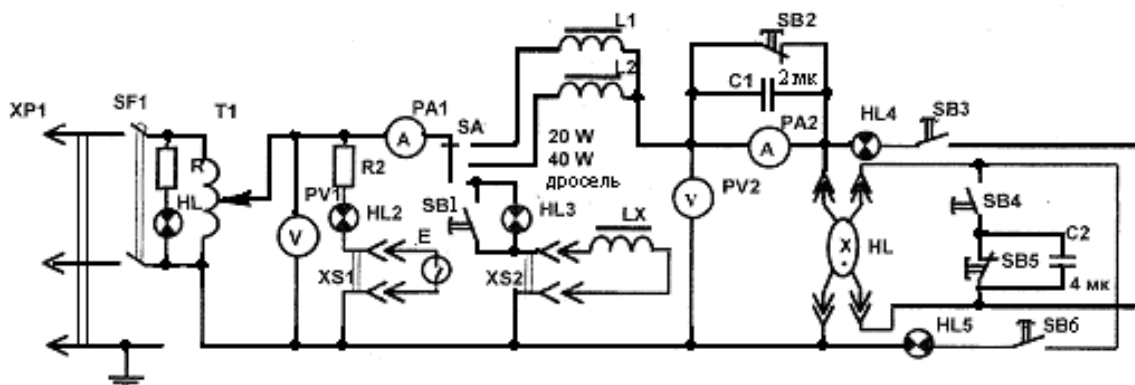 L1
SB2
L2
C1
2 мк
XP1
SF1
T1
PA1
SA
PA2
HL4
SB3
A
20 W
A
R
R2
40 W
PV1
дросель
PV2
V
SB4
HL
HL2
SB1
HL3
LX
V
E
X
HL
C2
XS1
XS2
SB5
4 мк
HL5
SB6